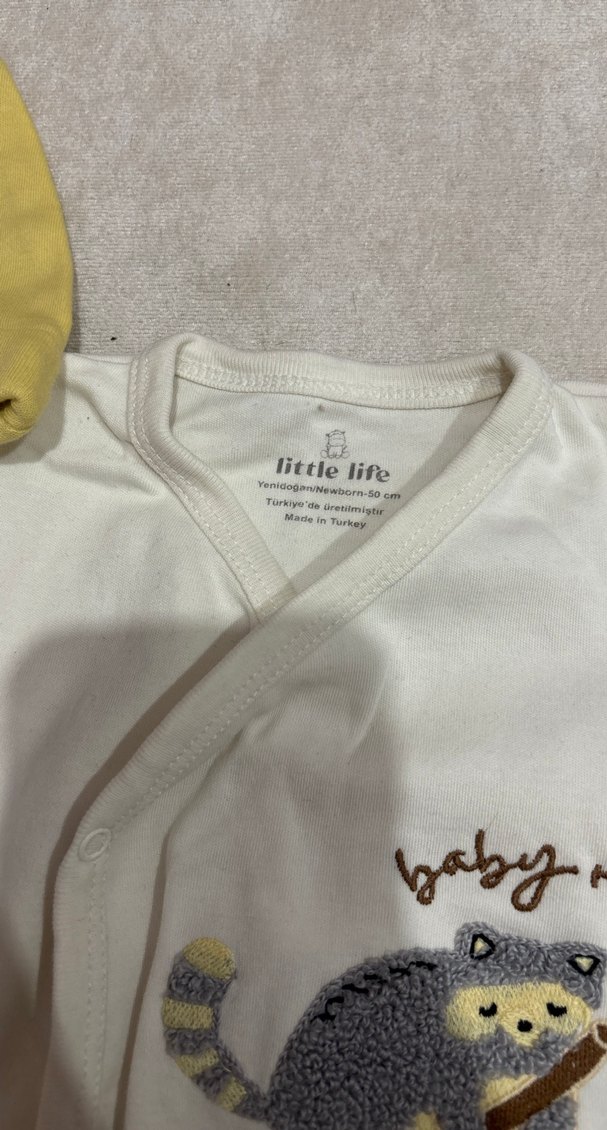 little life
Yenidoğan/Newborn-50 cm
Türkiye'de üretilmiştir
Made in Turkey
baby